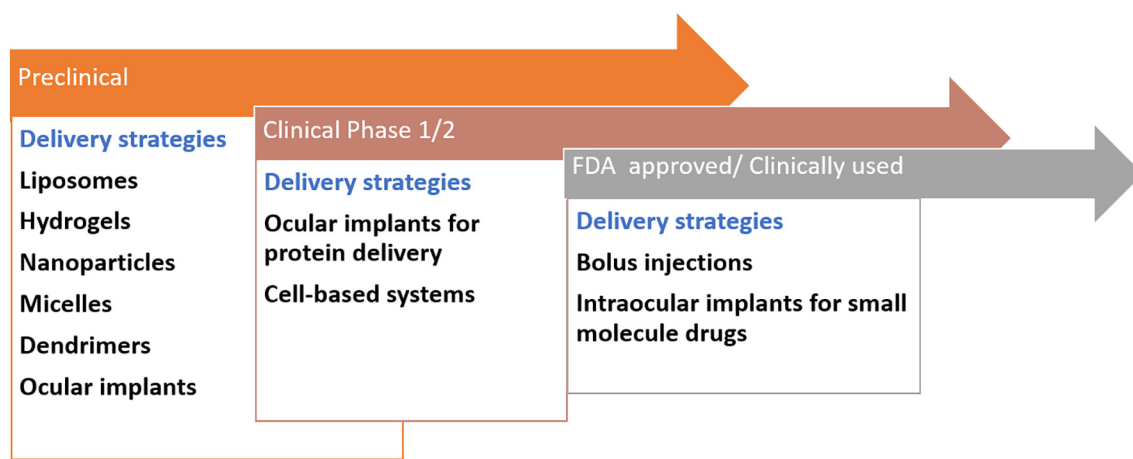 Preclinical
Delivery strategies
Liposomes
Hydrogels
Nanoparticles
Micelles
Dendrimers
Ocular implants
Clinical Phase 1/2
Delivery strategies
Ocular implants for
protein delivery
Cell-based systems
FDA  approved/ Clinically used
Delivery strategies
Bolus injections
Intraocular implants for small
molecule drugs